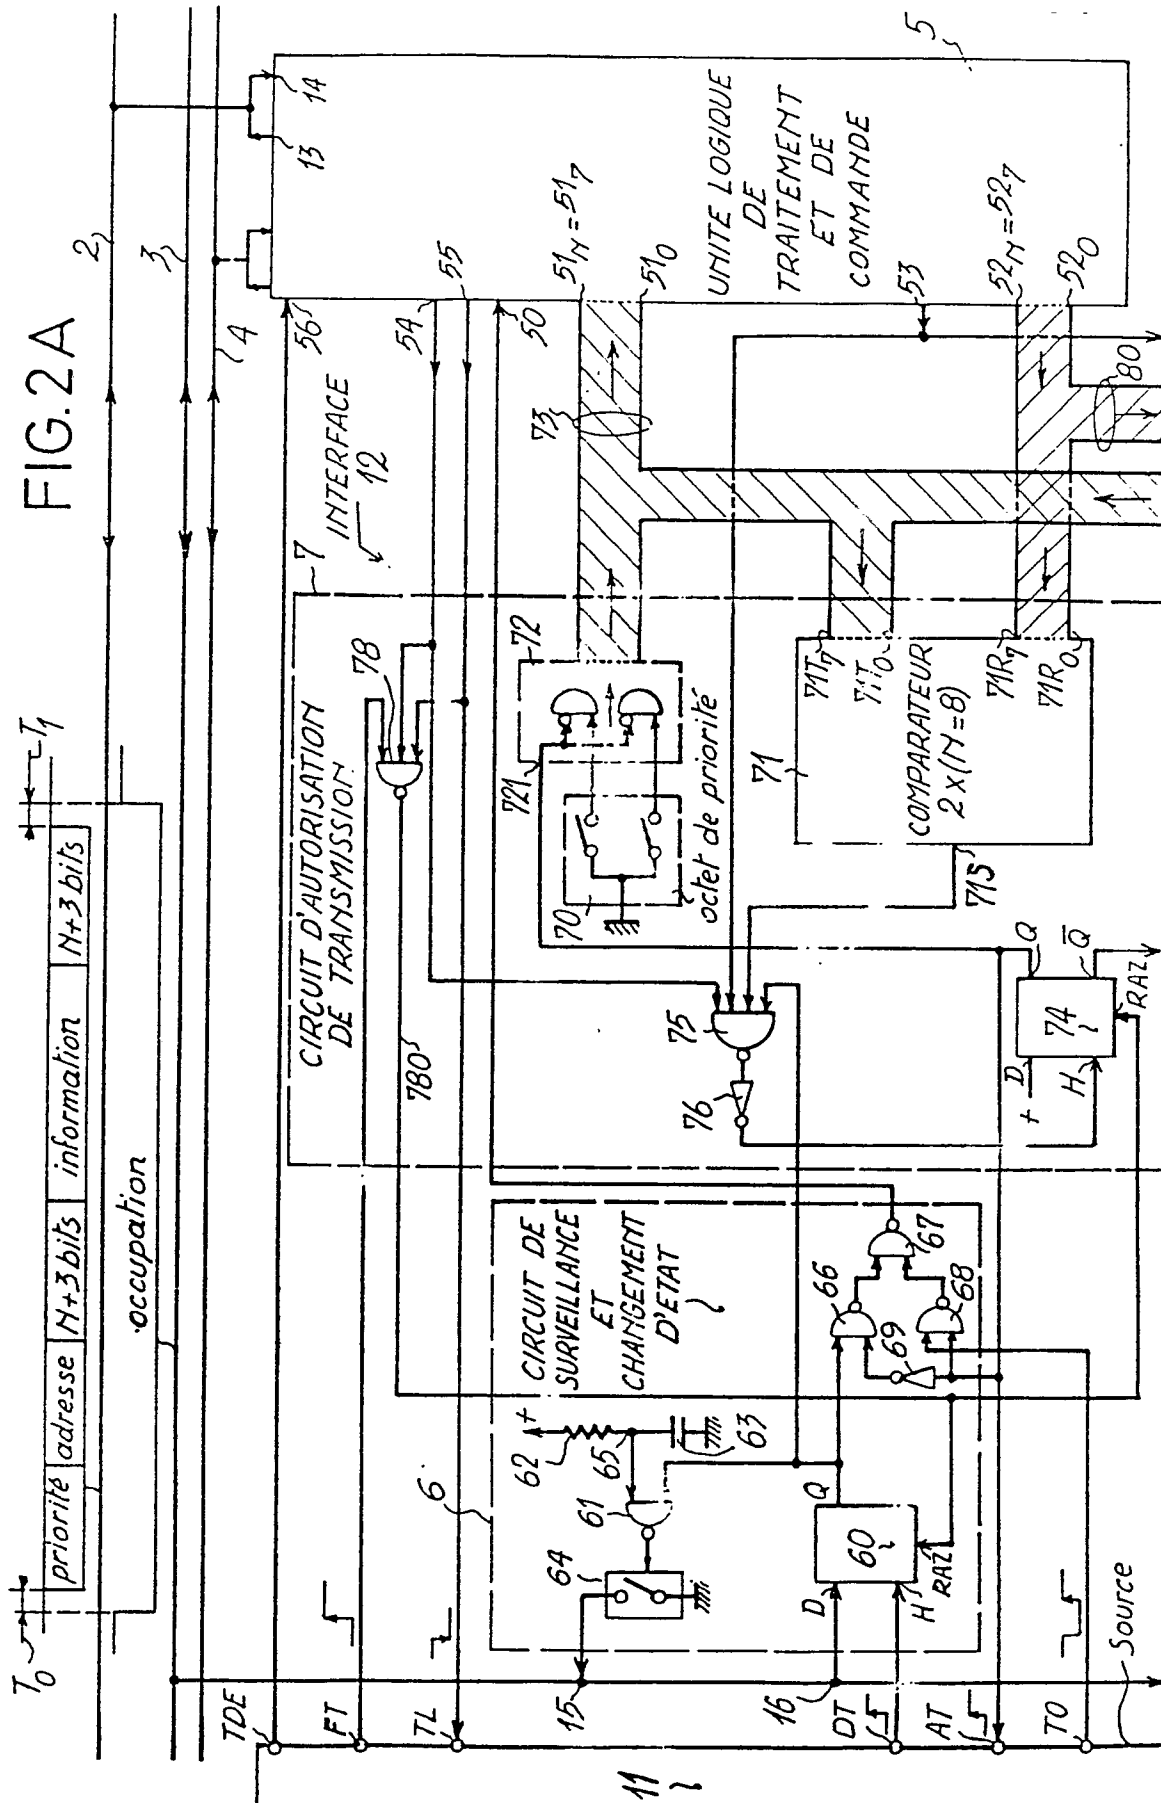 FIG. 2A
T0
T1
priorité
adresse
N+3 bits
information
N+3 bits
occupation
2
3
4
TDE
FT
TL
15
16
DT
AT
TO
Source
11
56
54
55
50
13
14
5
INTERFACE
12
7
CIRCUIT D'AUTORISATION
DE TRANSMISSION
78
780
72
721
70
octet de priorité
73
51N = 517
510
UNITE LOGIQUE
DE
TRAITEMENT
ET DE
COMMANDE
53
52N = 527
520
80
71
COMPARATEUR
2 x (N = 8)
71T7
71T0
71R7
71R0
715
75
76
74
D
H
Q
Q̅
RAZ
+
6
CIRCUIT DE
SURVEILLANCE
ET
CHANGEMENT
D'ETAT
62
+
65
63
61
64
60
D
H
Q
RAZ
66
67
68
69